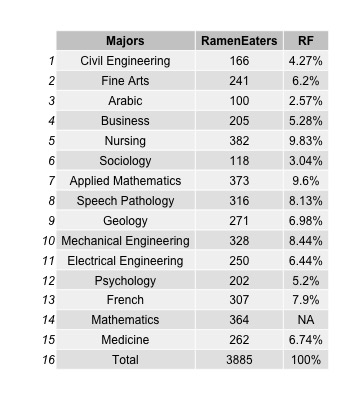 Majors RamenEaters RF
1 Civil Engineering 166 4.27%
2 Fine Arts 241 6.2%
3 Arabic 100 2.57%
4 Business 205 5.28%
5 Nursing 382 9.83%
6 Sociology 118 3.04%
7 Applied Mathematics 373 9.6%
8 Speech Pathology 316 8.13%
9 Geology 271 6.98%
10 Mechanical Engineering 328 8.44%
11 Electrical Engineering 250 6.44%
12 Psychology 202 5.2%
13 French 307 7.9%
14 Mathematics 364 NA
15 Medicine 262 6.74%
16 Total 3885 100%